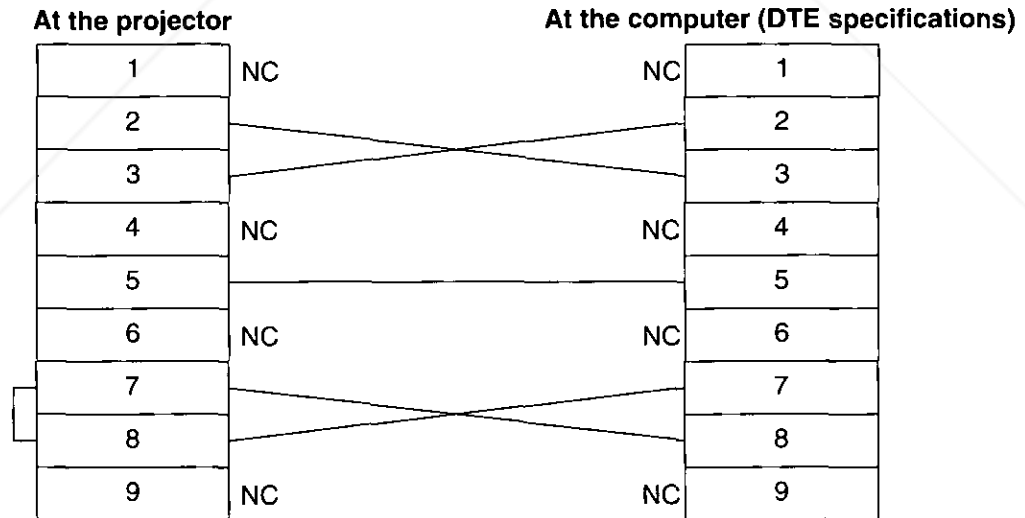 At the projector At the computer (DTE specifications)
1 NC NC 1
2 2
3 3
4 NC NC 4
5 5
6 NC NC 6
7 7
8 8
9 NC NC 9